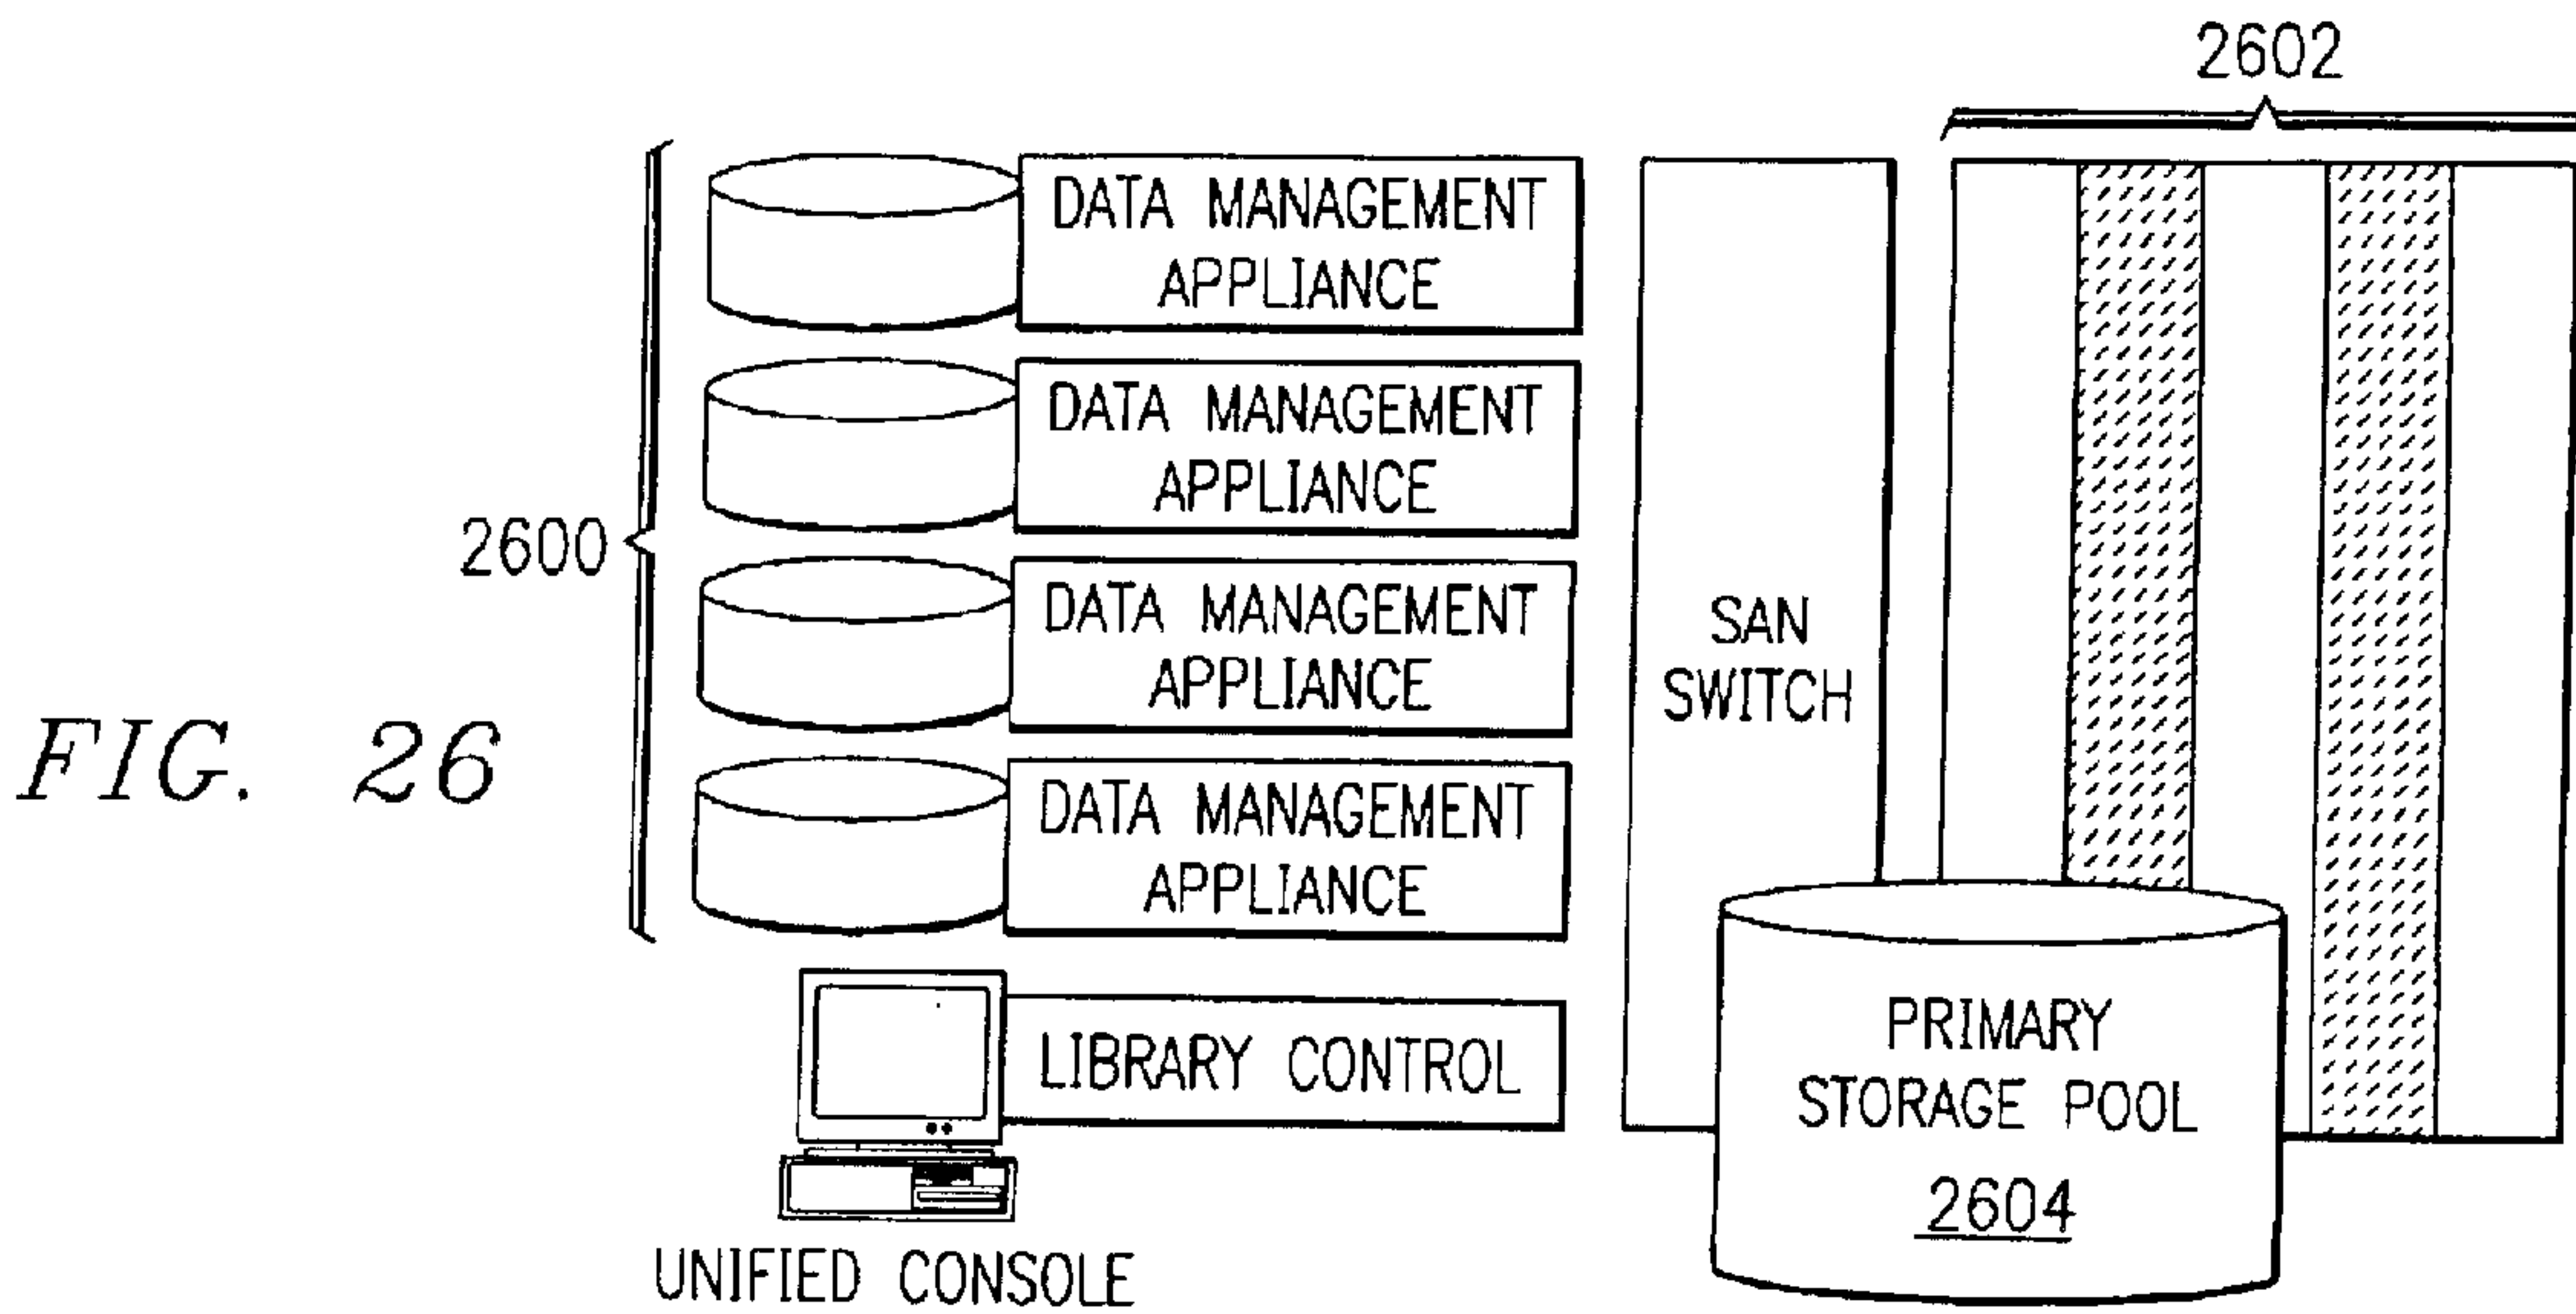 2602
DATA MANAGEMENT
APPLIANCE
DATA MANAGEMENT
APPLIANCE
2600
DATA MANAGEMENT
APPLIANCE
SAN
SWITCH
FIG. 26
DATA MANAGEMENT
APPLIANCE
LIBRARY CONTROL
PRIMARY
STORAGE POOL
2604
UNIFIED CONSOLE